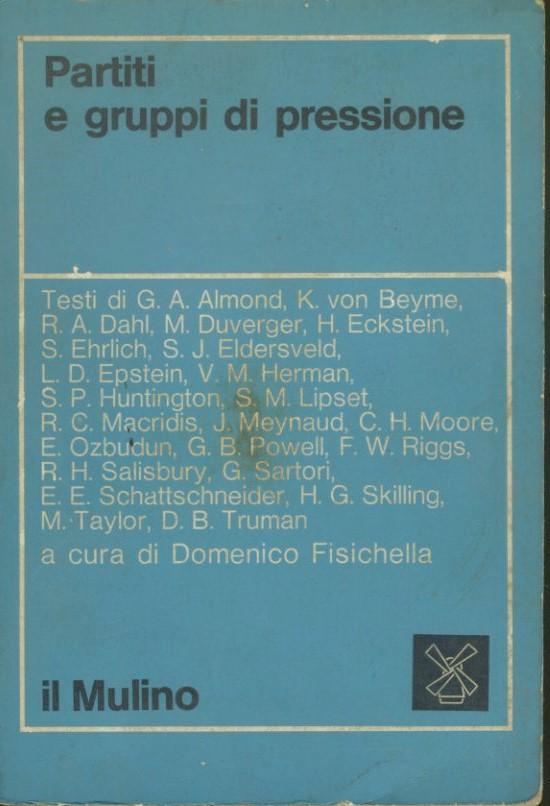 Partiti
e gruppi di pressione
Testi di G. A. Almond, K. von Beyme,
R. A. Dahl, M. Duverger, H. Eckstein,
S. Ehrlich, S. J. Eldersveld,
L. D. Epstein, V. M. Herman,
S. P. Huntington, S. M. Lipset,
R. C. Macridis, J. Meynaud, C. H. Moore,
E. Ozbudun, G. B. Powell, F. W. Riggs,
R. H. Salisbury, G. Sartori,
E. E. Schattschneider, H. G. Skilling,
M. Taylor, D. B. Truman
a cura di Domenico Fisichella
il Mulino